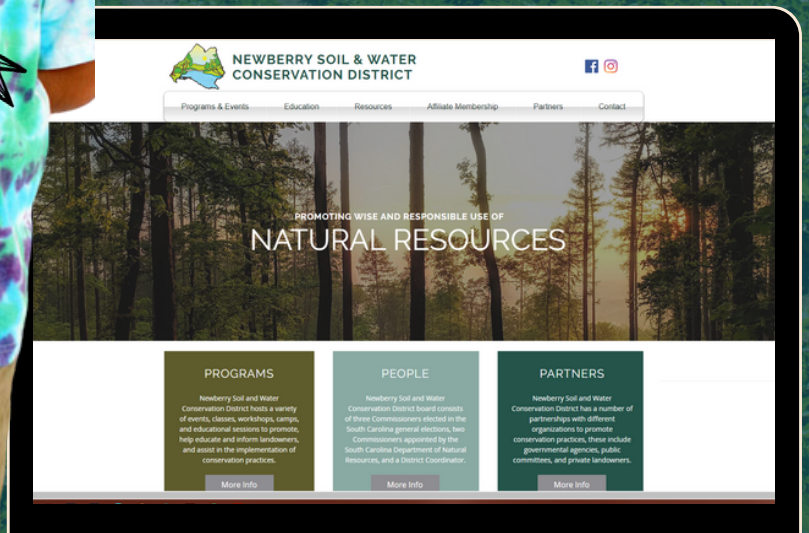 NEWBERRY SOIL & WATER
CONSERVATION DISTRICT
Programs & Events Education Resources Affiliate Membership Partners Contact
PROMOTING WISE AND RESPONSIBLE USE OF
NATURAL RESOURCES
PROGRAMS
Newberry Soil and Water
Conservation District hosts a variety
of events, classes, workshops, camps,
and educational sessions to promote,
help educate and inform landowners,
and assist in the implementation of
conservation practices.
More Info
PEOPLE
Newberry Soil and Water
Conservation District board consists
of three Commissioners elected in the
South Carolina general elections, two
Commissioners appointed by the
South Carolina Department of Natural
Resources, and a District Coordinator.
More Info
PARTNERS
Newberry Soil and Water
Conservation District has a number of
partnerships with different
organizations to promote
conservation practices, these include
governmental agencies, public
committees, and private landowners.
More Info